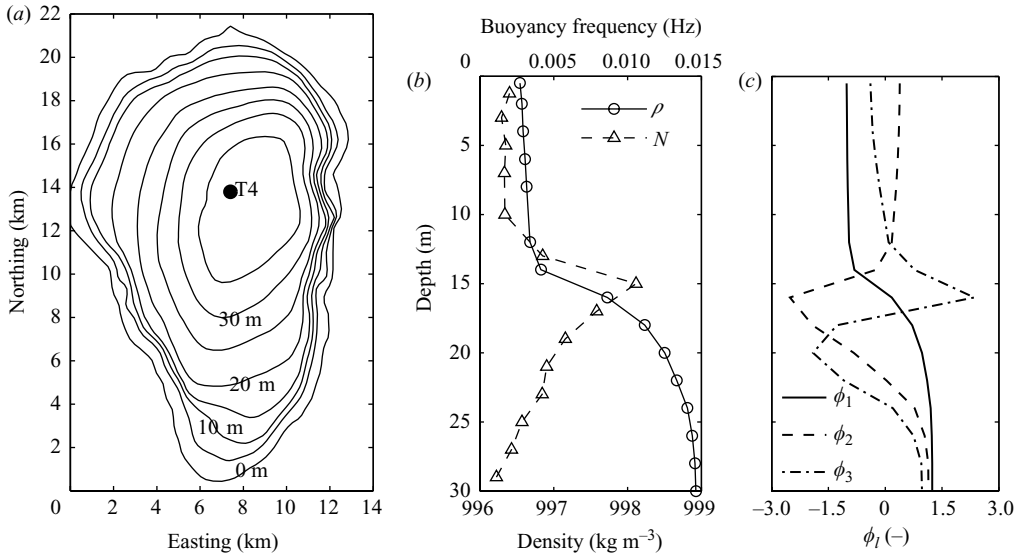 (a)
22
20
18
16
14
12
10
8
6
4
2
0
0 2 4 6 8 10 12 14
Easting (km)
Northing (km)
T4
30 m
20 m
10 m
0 m
(b)
Buoyancy frequency (Hz)
0 0.005 0.010 0.015
ρ
N
5
10
15
20
25
30
Depth (m)
996 997 998 999
Density (kg m⁻³)
(c)
ϕ₁
ϕ₂
ϕ₃
−3.0 −1.5 0 1.5 3.0
ϕₗ (–)